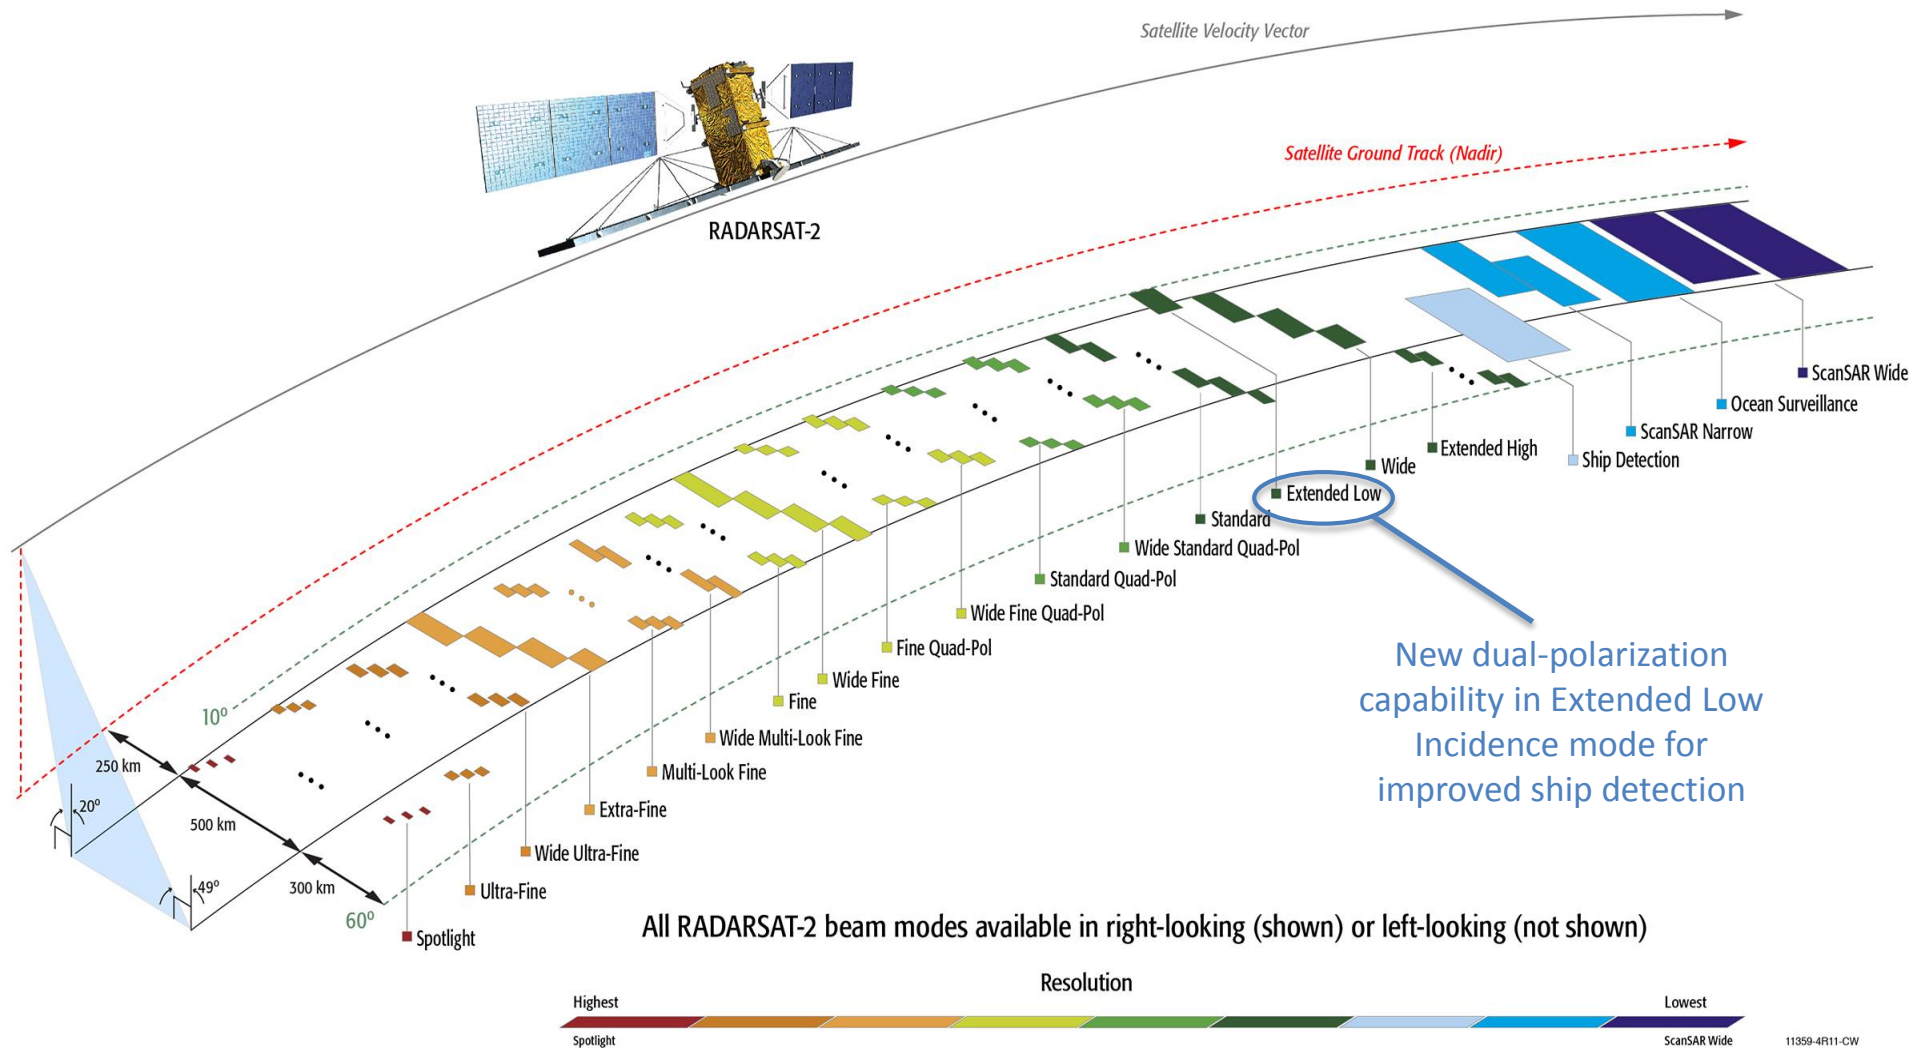 Satellite Velocity Vector
Satellite Ground Track (Nadir)
RADARSAT-2
ScanSAR Wide
Ocean Surveillance
ScanSAR Narrow
Extended High
Ship Detection
Wide
Extended Low
Standard
Wide Standard Quad-Pol
Standard Quad-Pol
Wide Fine Quad-Pol
Fine Quad-Pol
Wide Fine
Fine
Wide Multi-Look Fine
Multi-Look Fine
Extra-Fine
Wide Ultra-Fine
Ultra-Fine
Spotlight
New dual-polarization
capability in Extended Low
Incidence mode for
improved ship detection
10º
250 km
20º
500 km
49º
300 km
60º
All RADARSAT-2 beam modes available in right-looking (shown) or left-looking (not shown)
Resolution
Highest
Lowest
Spotlight
ScanSAR Wide
11359-4R11-CW